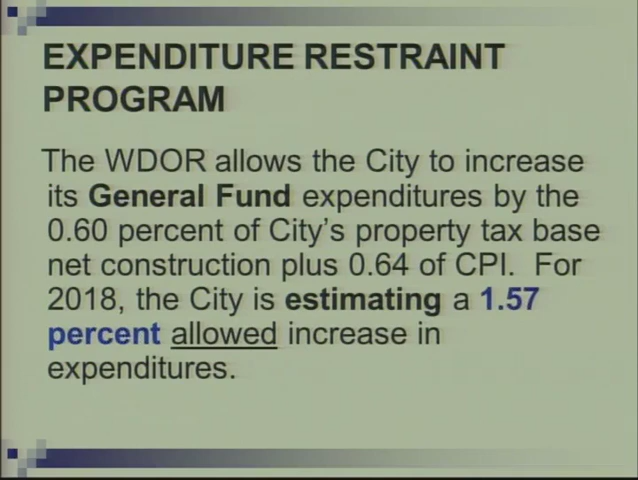 EXPENDITURE RESTRAINT
PROGRAM
The WDOR allows the City to increase
its General Fund expenditures by the
0.60 percent of City's property tax base
net construction plus 0.64 of CPI.  For
2018, the City is estimating a 1.57
percent allowed increase in
expenditures.